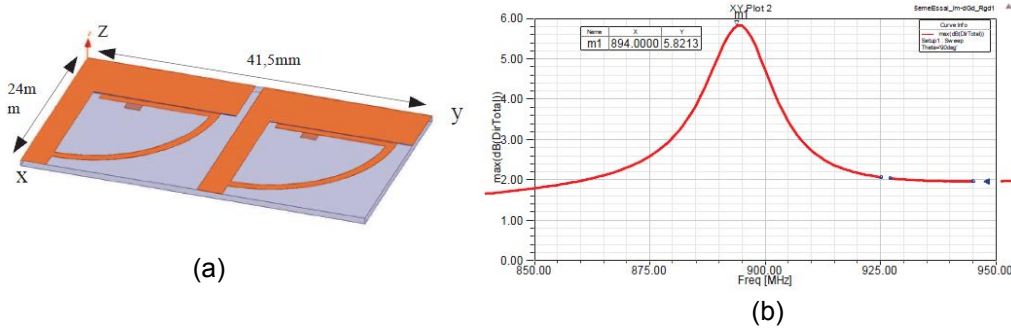 Z
41,5mm
24m
m
y
X
(a)
XY Plot 2
5emeEssai_Im-dGd_Rgd1
m1
Curve Info
max(dB(DirTotal))
Setup1 : Sweep
Theta='90deg'
Name X Y
m1 894.0000 5.8213
max(dB(DirTotal))
6.00
5.00
4.00
3.00
2.00
1.00
0.00
850.00 875.00 900.00 925.00 950.00
Freq [MHz]
(b)